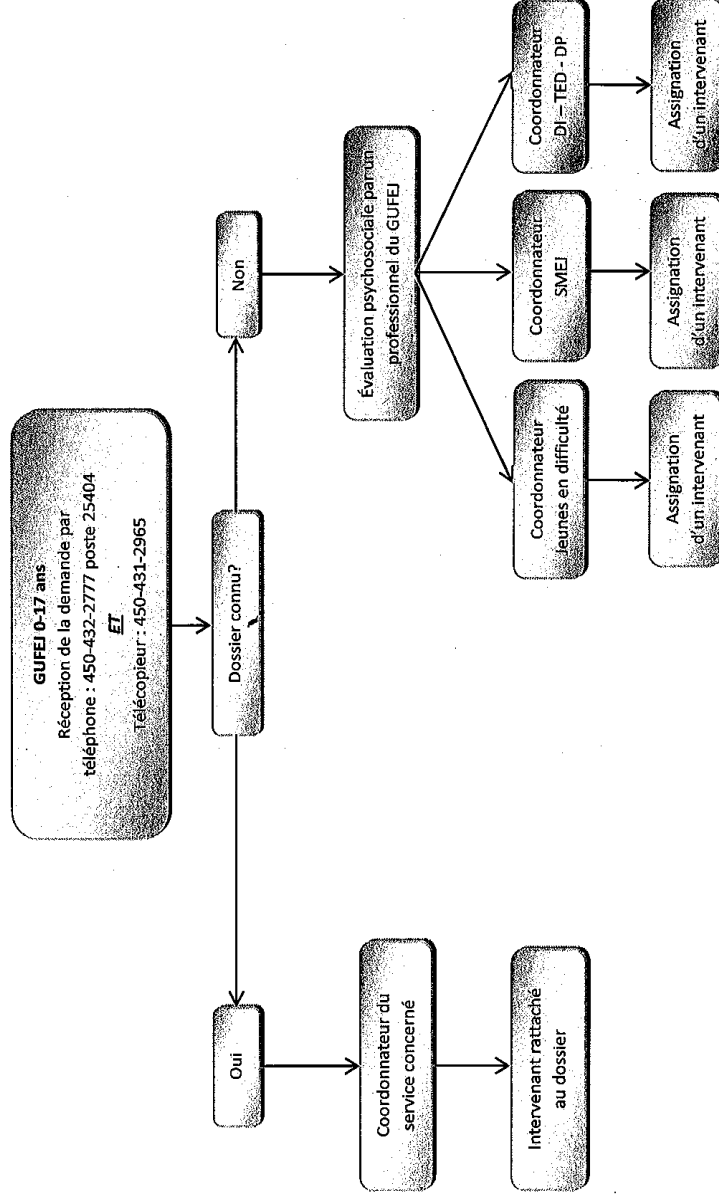 GUFEJ 0-17 ans
Réception de la demande par
téléphone : 450-432-2777 poste 25404
ET
Télécopieur : 450-431-2965
Dossier connu?
Oui
Non
Coordonnateur du
service concerné
Intervenant rattaché
au dossier
Évaluation psychosociale par un
professionnel du GUFEJ
Coordonnateur
Jeunes en difficulté
Coordonnateur
SMEJ
Coordonnateur
DI – TED - DP
Assignation
d'un intervenant
Assignation
d'un intervenant
Assignation
d'un intervenant